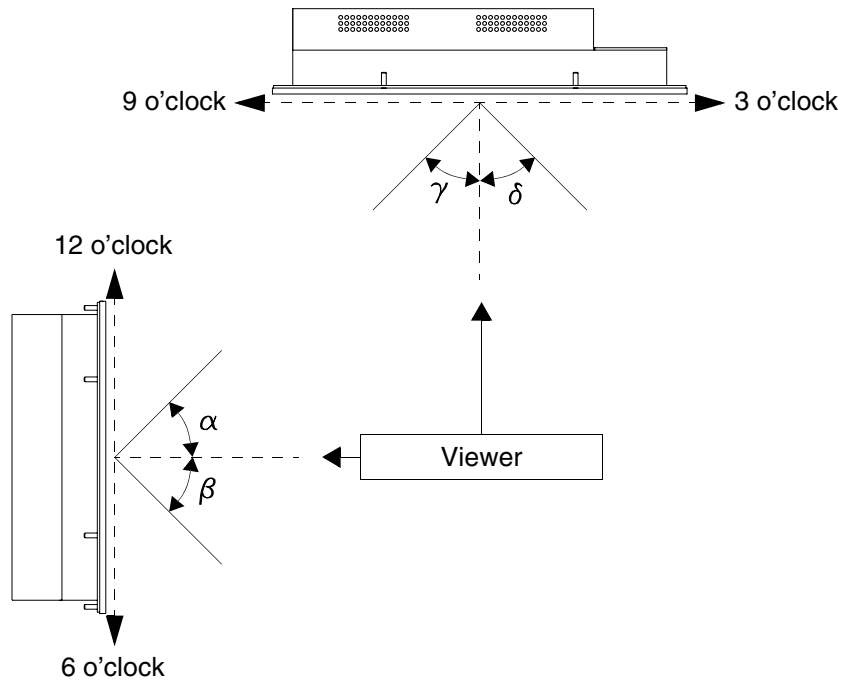 9 o'clock
3 o'clock
γ
δ
12 o'clock
α
Viewer
β
6 o'clock